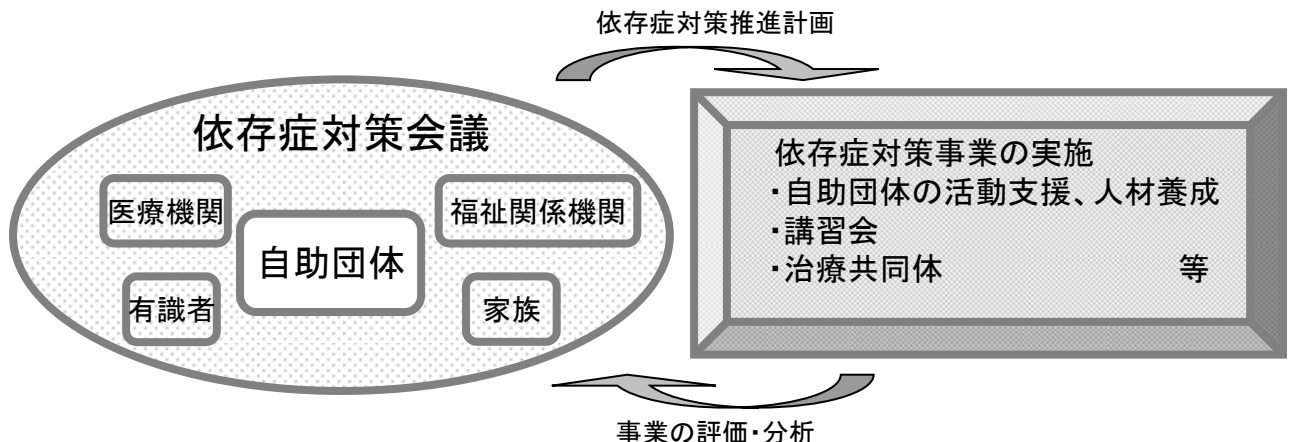 依存症対策推進計画
依存症対策会議
医療機関
福祉関係機関
自助団体
有識者
家族
依存症対策事業の実施
・自助団体の活動支援、人材養成
・講習会
・治療共同体 等
事業の評価・分析